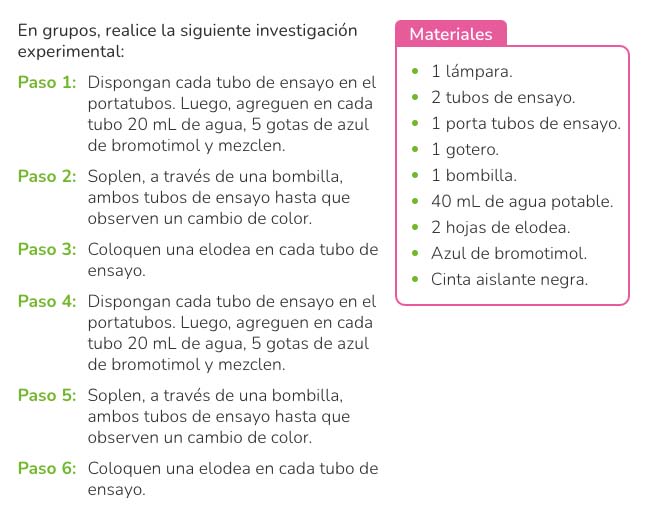 En grupos, realice la siguiente investigación
experimental:
Paso 1: Dispongan cada tubo de ensayo en el
portatubos. Luego, agreguen en cada
tubo 20 mL de agua, 5 gotas de azul
de bromotimol y mezclen.
Paso 2: Soplen, a través de una bombilla,
ambos tubos de ensayo hasta que
observen un cambio de color.
Paso 3: Coloquen una elodea en cada tubo de
ensayo.
Paso 4: Dispongan cada tubo de ensayo en el
portatubos. Luego, agreguen en cada
tubo 20 mL de agua, 5 gotas de azul
de bromotimol y mezclen.
Paso 5: Soplen, a través de una bombilla,
ambos tubos de ensayo hasta que
observen un cambio de color.
Paso 6: Coloquen una elodea en cada tubo de
ensayo.
Materiales
• 1 lámpara.
• 2 tubos de ensayo.
• 1 porta tubos de ensayo.
• 1 gotero.
• 1 bombilla.
• 40 mL de agua potable.
• 2 hojas de elodea.
• Azul de bromotimol.
• Cinta aislante negra.